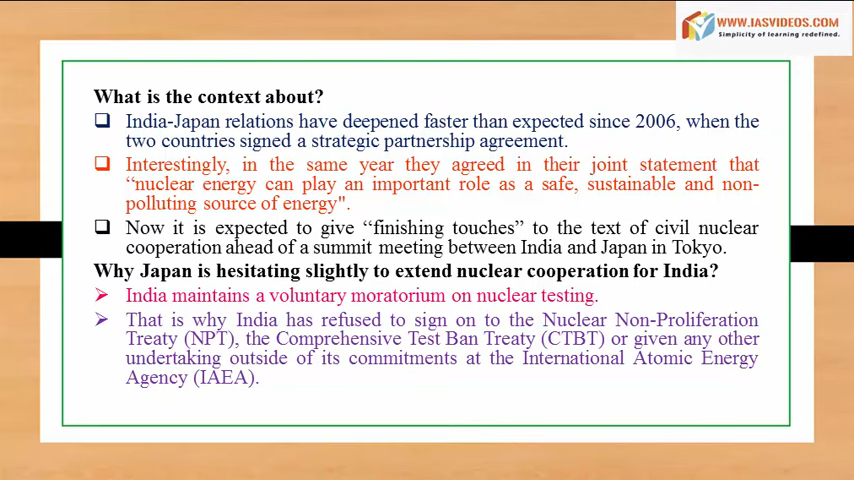 WWW.IASVIDEOS.COM
Simplicity of learning redefined.
What is the context about?
India-Japan relations have deepened faster than expected since 2006, when the
two countries signed a strategic partnership agreement.
Interestingly, in the same year they agreed in their joint statement that
“nuclear energy can play an important role as a safe, sustainable and non-
polluting source of energy".
Now it is expected to give “finishing touches” to the text of civil nuclear
cooperation ahead of a summit meeting between India and Japan in Tokyo.
Why Japan is hesitating slightly to extend nuclear cooperation for India?
India maintains a voluntary moratorium on nuclear testing.
That is why India has refused to sign on to the Nuclear Non-Proliferation
Treaty (NPT), the Comprehensive Test Ban Treaty (CTBT) or given any other
undertaking outside of its commitments at the International Atomic Energy
Agency (IAEA).